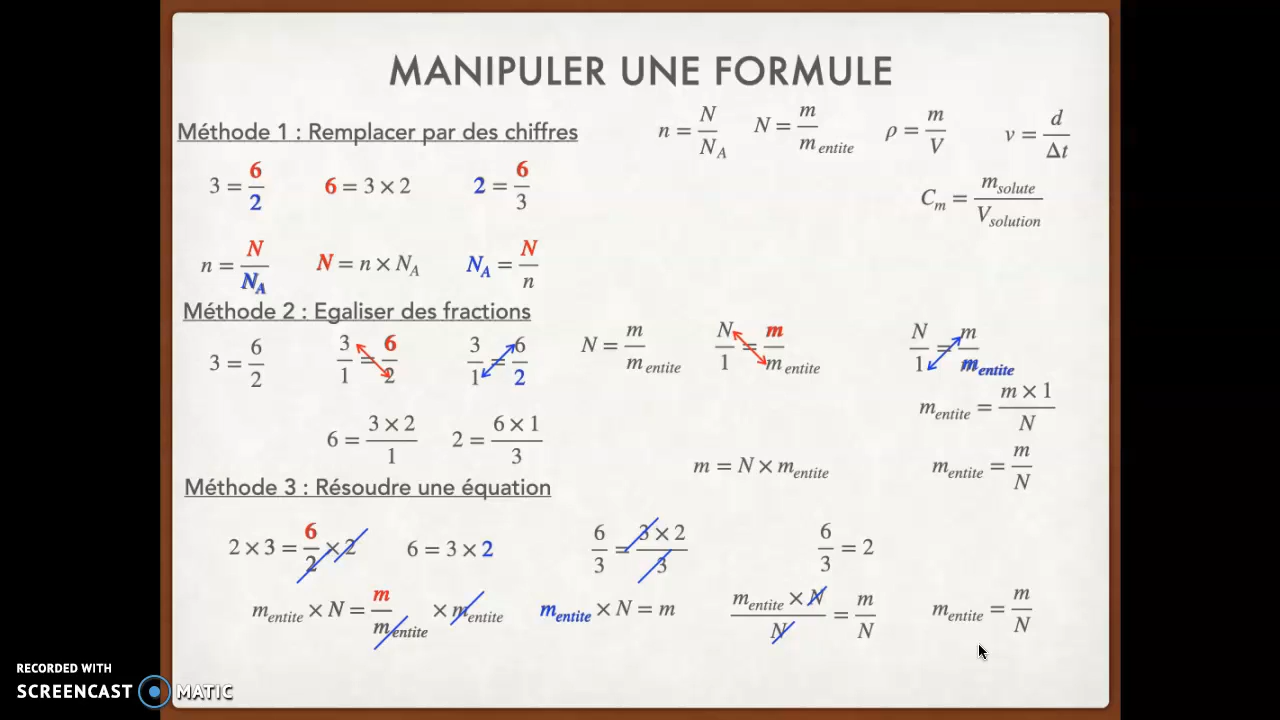 MANIPULER UNE FORMULE
Méthode 1 : Remplacer par des chiffres
n = N/N_A   N = m/m_entite   ρ = m/V   v = d/Δt
C_m = m_solute/V_solution
3 = 6/2   6 = 3 × 2   2 = 6/3
n = N/N_A   N = n × N_A   N_A = N/n
Méthode 2 : Egaliser des fractions
3 = 6/2   3/1 = 6/2   3/1 = 6/2   N = m/m_entite   N/1 = m/m_entite   N/1 = m/m_entite
m_entite = m × 1/N
6 = 3 × 2/1   2 = 6 × 1/3
m = N × m_entite   m_entite = m/N
Méthode 3 : Résoudre une équation
2 × 3 = 6/2 × 2   6 = 3 × 2   6/3 = 3 × 2/3   6/3 = 2
m_entite × N = m/m_entite × m_entite   m_entite × N = m   m_entite × N/N = m/N   m_entite = m/N
RECORDED WITH
SCREENCAST MATIC